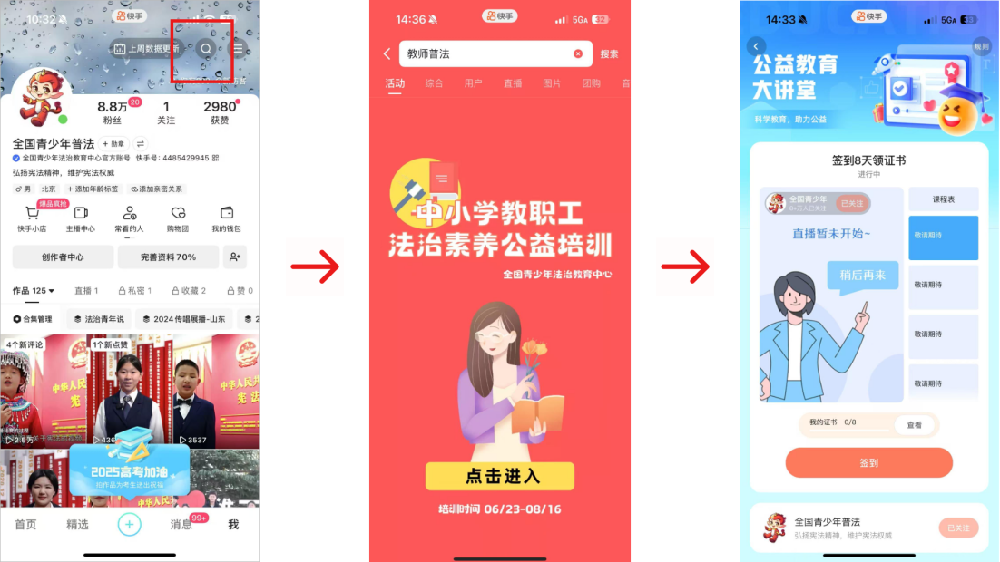 10:32
快手
上周数据更新
8.8万
20
1
2980
粉丝
关注
获赞
全国青少年普法
+ 勋章
全国青少年法治教育中心官方账号 快手号: 4485429945
弘扬宪法精神,维护宪法权威
♂男
北京
+添加年龄标签
添加亲密关系
爆品疯抢
快手小店
主播中心
常看的人
购物团
我的钱包
创作者中心
完善资料70%
作品 125
直播 1
私密 1
收藏 2
赞 0
合集管理
法治青年说
2024传唱展播-山东
4个新评论
1个新点赞
2.5万
436
3537
2025高考加油
拍作品为考生送出祝福
首页
精选
消息
99+
我
14:36
快手
5GA
32
教师普法
搜索
活动
综合
用户
直播
图片
团购
音
中小学教职工
法治素养公益培训
全国青少年法治教育中心
点击进入
培训时间 06/23-08/16
14:33
快手
5GA
33
规则
公益教育
大讲堂
科学教育,助力公益
签到8天领证书
进行中
全国青少年
已关注
直播暂未开始~
稍后再来
课程表
敬请期待
敬请期待
敬请期待
敬请期待
我的证书 0/8
查看
签到
全国青少年普法
弘扬宪法精神、维护宪法权威
已关注